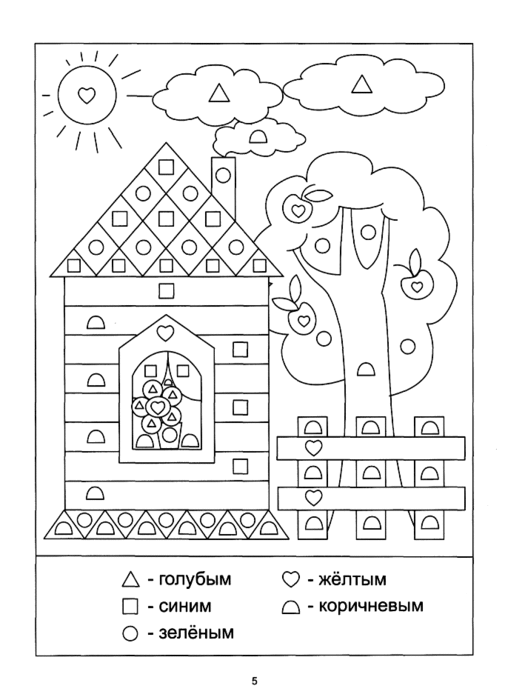 - голубым
- жёлтым
- синим
- коричневым
- зелёным
5